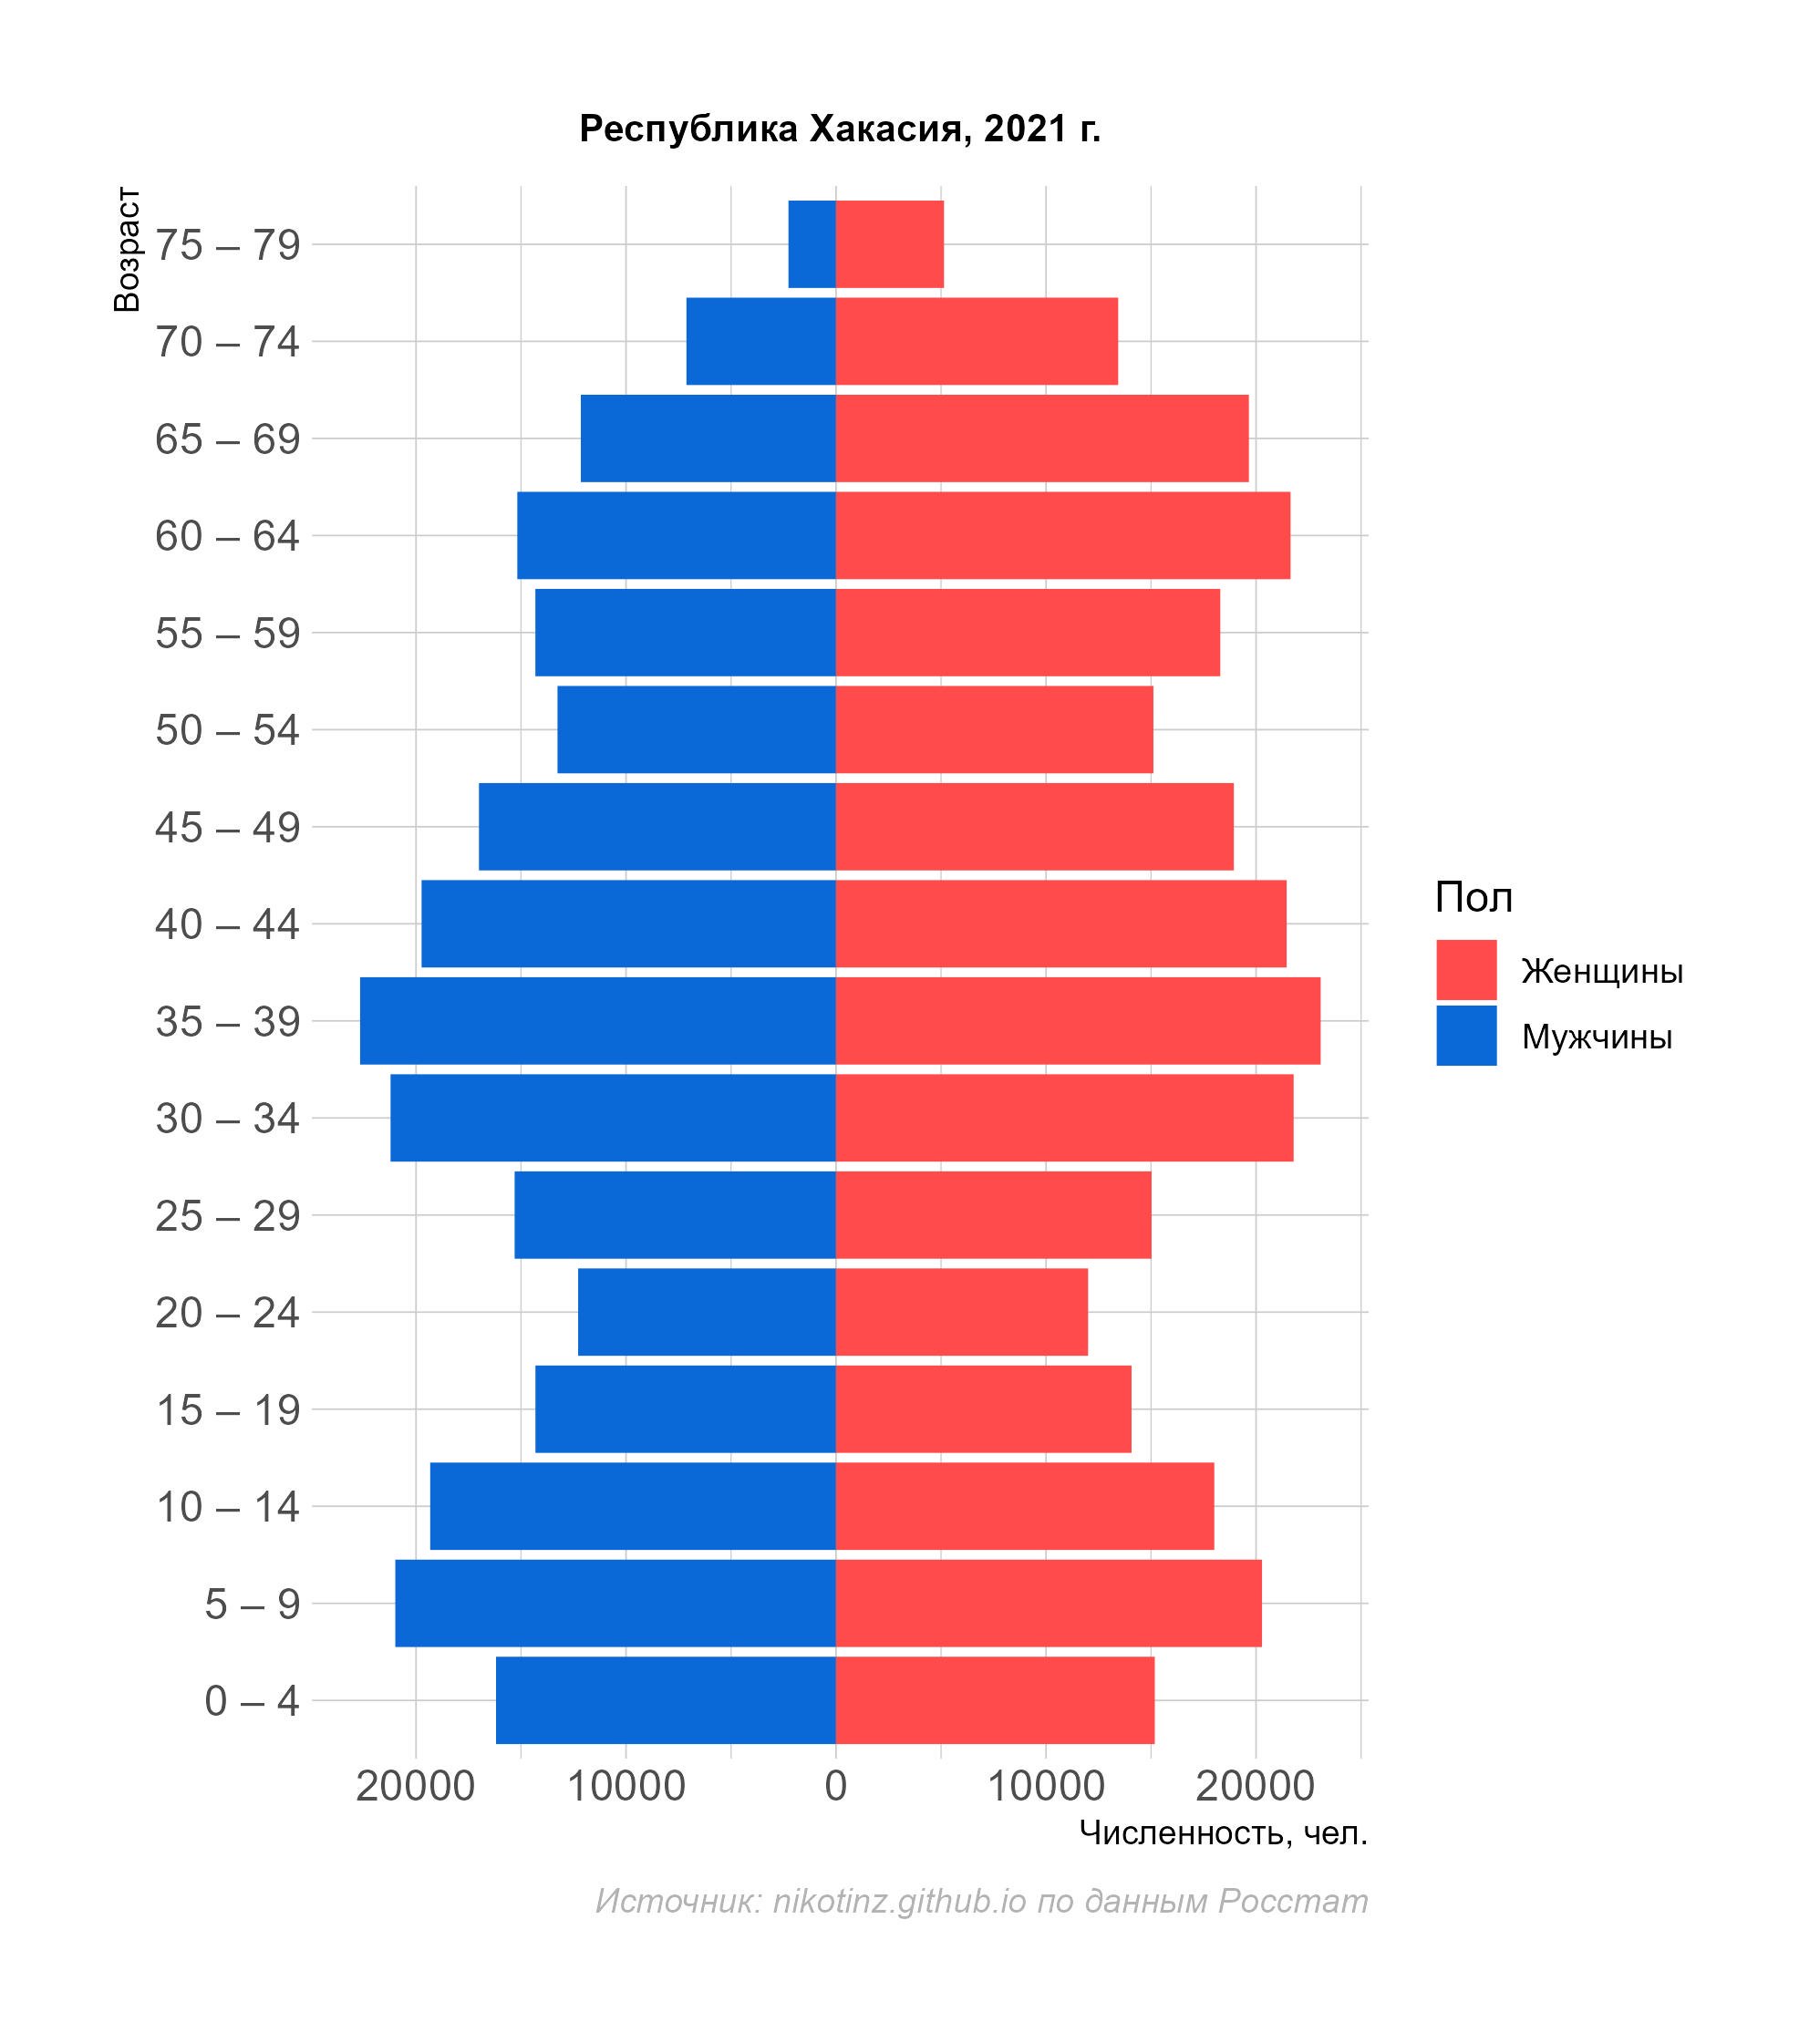 Республика Хакасия, 2021 г.
Возраст
75 – 79
70 – 74
65 – 69
60 – 64
55 – 59
50 – 54
45 – 49
40 – 44
35 – 39
30 – 34
25 – 29
20 – 24
15 – 19
10 – 14
5 – 9
0 – 4
20000 10000 0 10000 20000
Численность, чел.
Пол
Женщины
Мужчины
Источник: nikotinz.github.io по данным Росстат